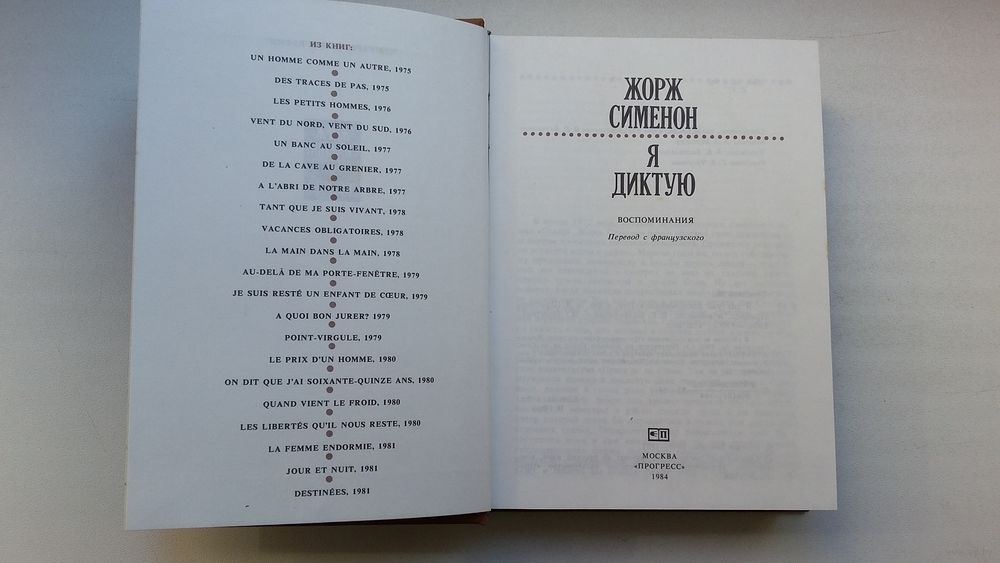 ИЗ КНИГ:
UN HOMME COMME UN AUTRE, 1975
DES TRACES DE PAS, 1975
LES PETITS HOMMES, 1976
VENT DU NORD, VENT DU SUD, 1976
UN BANC AU SOLEIL, 1977
DE LA CAVE AU GRENIER, 1977
A L'ABRI DE NOTRE ARBRE, 1977
TANT QUE JE SUIS VIVANT, 1978
VACANCES OBLIGATOIRES, 1978
LA MAIN DANS LA MAIN, 1978
AU-DELÀ DE MA PORTE-FENÊTRE, 1979
JE SUIS RESTÉ UN ENFANT DE CŒUR, 1979
A QUOI BON JURER? 1979
POINT-VIRGULE, 1979
LE PRIX D'UN HOMME, 1980
ON DIT QUE J'AI SOIXANTE-QUINZE ANS, 1980
QUAND VIENT LE FROID, 1980
LES LIBERTÉS QU'IL NOUS RESTE, 1980
LA FEMME ENDORMIE, 1981
JOUR ET NUIT, 1981
DESTINÉES, 1981
ЖОРЖ
СИМЕНОН
Я
ДИКТУЮ
ВОСПОМИНАНИЯ
Перевод с французского
МОСКВА
«ПРОГРЕСС»
1984